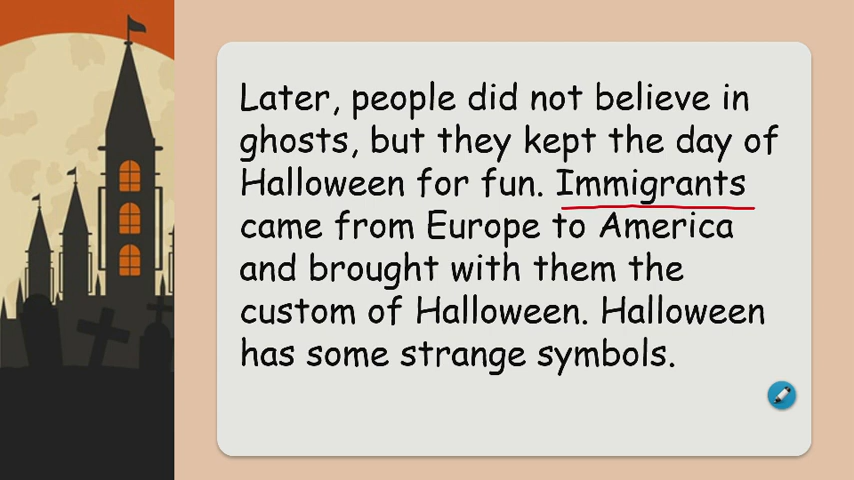 Later, people did not believe in
ghosts, but they kept the day of
Halloween for fun. Immigrants
came from Europe to America
and brought with them the
custom of Halloween. Halloween
has some strange symbols.